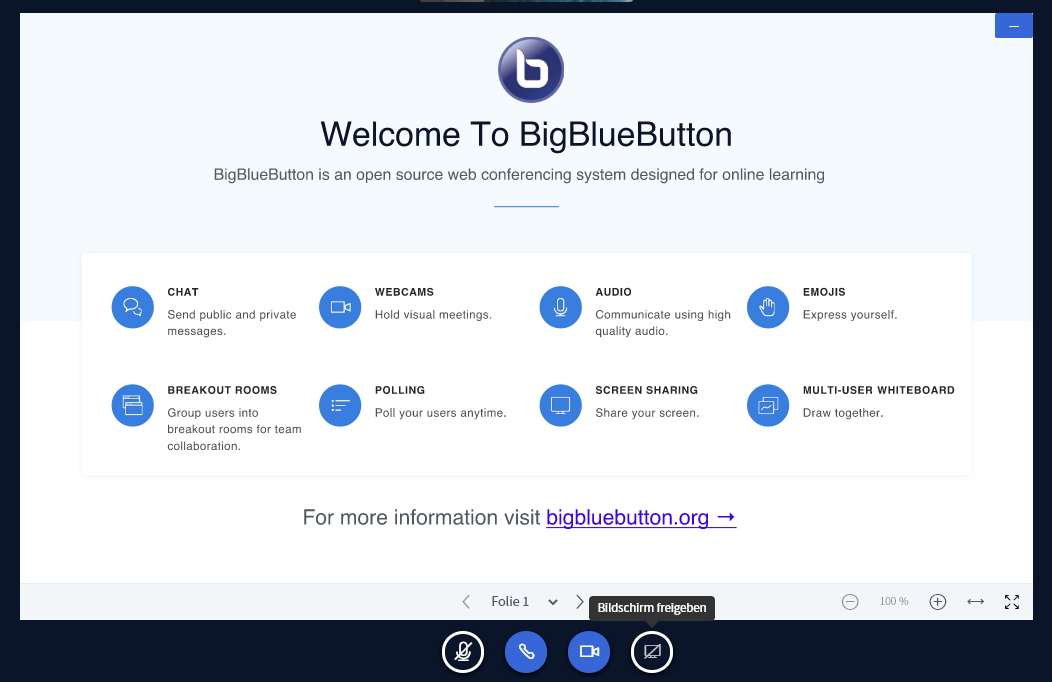 Welcome To BigBlueButton
BigBlueButton is an open source web conferencing system designed for online learning
CHAT
Send public and private
messages.
WEBCAMS
Hold visual meetings.
AUDIO
Communicate using high
quality audio.
EMOJIS
Express yourself.
BREAKOUT ROOMS
Group users into
breakout rooms for team
collaboration.
POLLING
Poll your users anytime.
SCREEN SHARING
Share your screen.
MULTI-USER WHITEBOARD
Draw together.
For more information visit bigbluebutton.org →
Folie 1
100 %
Bildschirm freigeben